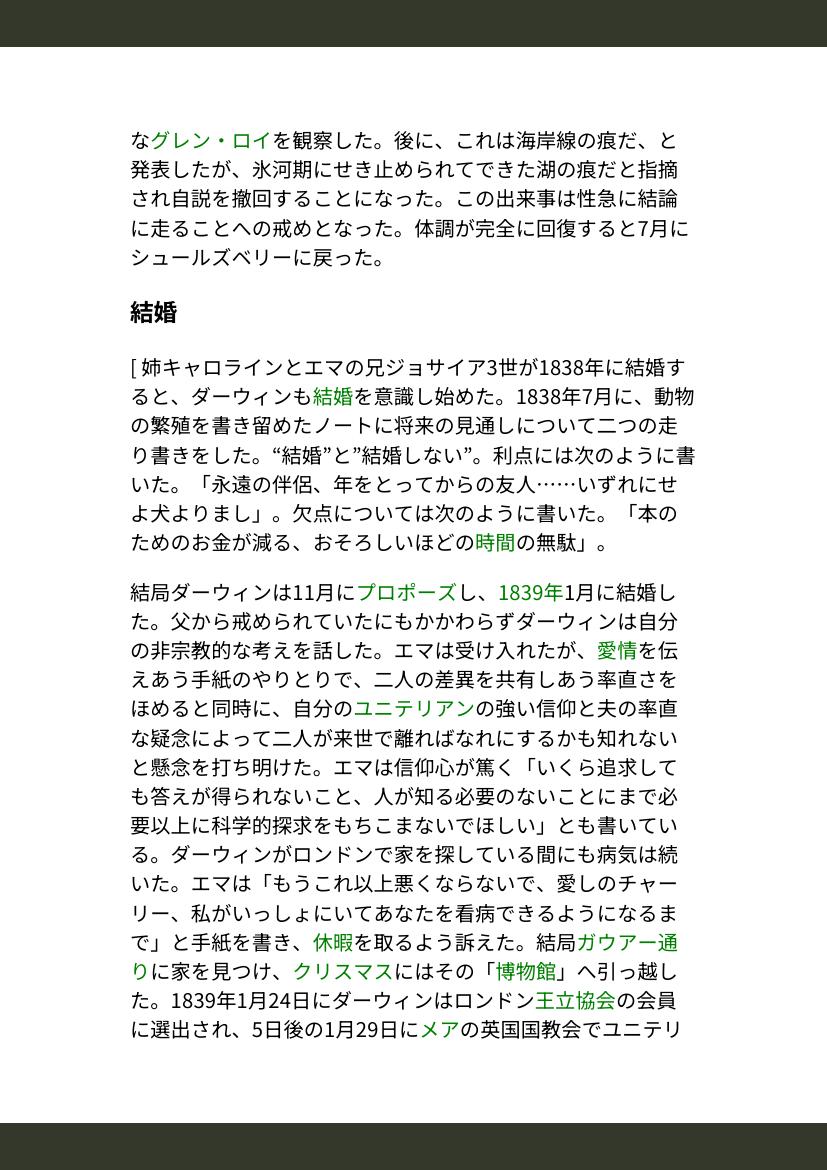 なグレン・ロイを観察した。後に、これは海岸線の痕だ、と
発表したが、氷河期にせき止められてできた湖の痕だと指摘
され自説を撤回することになった。この出来事は性急に結論
に走ることへの戒めとなった。体調が完全に回復すると7月に
シュールズベリーに戻った。
結婚
[ 姉キャロラインとエマの兄ジョサイア3世が1838年に結婚す
ると、ダーウィンも結婚を意識し始めた。1838年7月に、動物
の繁殖を書き留めたノートに将来の見通しについて二つの走
り書きをした。“結婚”と”結婚しない”。利点には次のように書
いた。「永遠の伴侶、年をとってからの友人……いずれにせ
よ犬よりまし」。欠点については次のように書いた。「本の
ためのお金が減る、おそろしいほどの時間の無駄」。
結局ダーウィンは11月にプロポーズし、1839年1月に結婚し
た。父から戒められていたにもかかわらずダーウィンは自分
の非宗教的な考えを話した。エマは受け入れたが、愛情を伝
えあう手紙のやりとりで、二人の差異を共有しあう率直さを
ほめると同時に、自分のユニテリアンの強い信仰と夫の率直
な疑念によって二人が来世で離ればなれにするかも知れない
と懸念を打ち明けた。エマは信仰心が篤く「いくら追求して
も答えが得られないこと、人が知る必要のないことにまで必
要以上に科学的探求をもちこまないでほしい」とも書いてい
る。ダーウィンがロンドンで家を探している間にも病気は続
いた。エマは「もうこれ以上悪くならないで、愛しのチャー
リー、私がいっしょにいてあなたを看病できるようになるま
で」と手紙を書き、休暇を取るよう訴えた。結局ガウアー通
りに家を見つけ、クリスマスにはその「博物館」へ引っ越し
た。1839年1月24日にダーウィンはロンドン王立協会の会員
に選出され、5日後の1月29日にメアの英国国教会でユニテリ